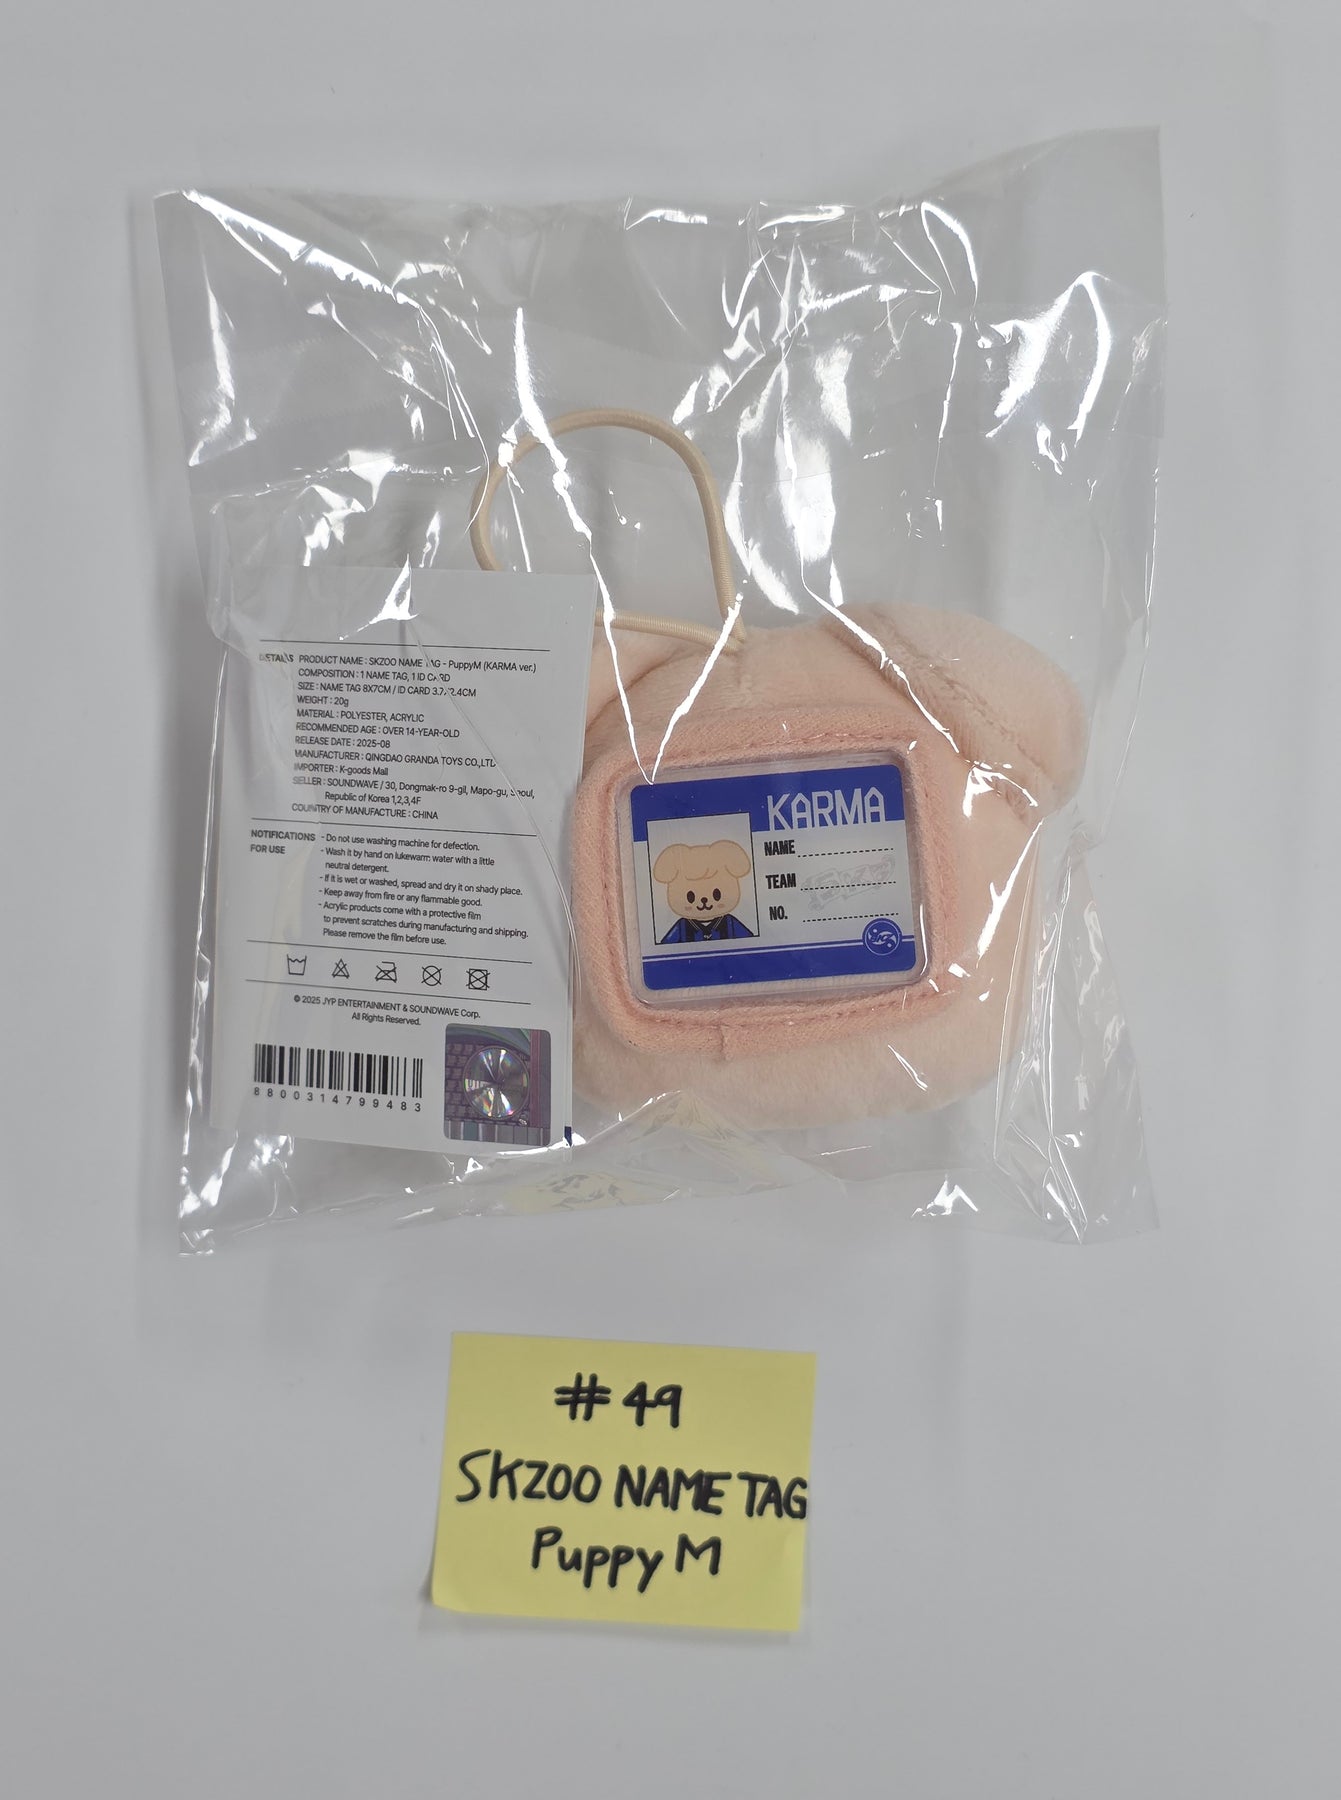 DETAILS PRODUCT NAME : SKZOO NAME TAG - PuppyM (KARMA ver.)
COMPOSITION : 1 NAME TAG, 1 ID CARD
SIZE : NAME TAG 8X7CM / ID CARD 3.7X2.4CM
WEIGHT : 20g
MATERIAL : POLYESTER, ACRYLIC
RECOMMENDED AGE : OVER 14-YEAR-OLD
RELEASE DATE : 2025-08
MANUFACTURER : QINGDAO GRANDA TOYS CO.,LTD
IMPORTER : K-goods Mall
SELLER : SOUNDWAVE / 30, Dongmak-ro 9-gil, Mapo-gu, Seoul,
Republic of Korea 1,2,3,4F
COUNTRY OF MANUFACTURE : CHINA
NOTIFICATIONS FOR USE
- Do not use washing machine for defection.
- Wash it by hand on lukewarm water with a little
neutral detergent.
- If it is wet or washed, spread and dry it on shady place.
- Keep away from fire or any flammable good.
- Acrylic products come with a protective film
to prevent scratches during manufacturing and shipping.
Please remove the film before use.
© 2025 JYP ENTERTAINMENT & SOUNDWAVE Corp.
All Rights Reserved.
8800314799483
KARMA
NAME
TEAM
NO.
#49
SKZOO NAME TAG
Puppy M